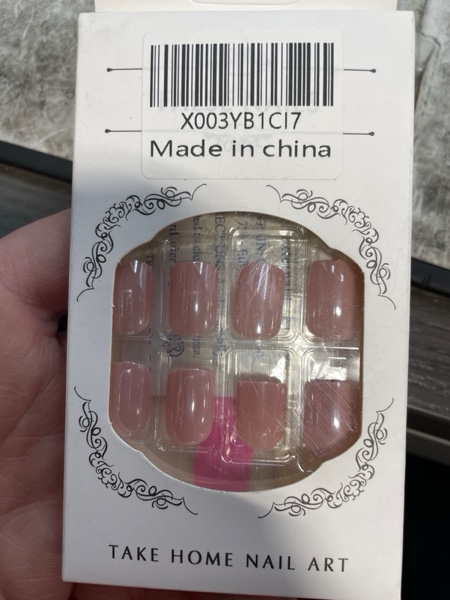 X003YB1CI7
Made in china
TAKE HOME NAIL ART